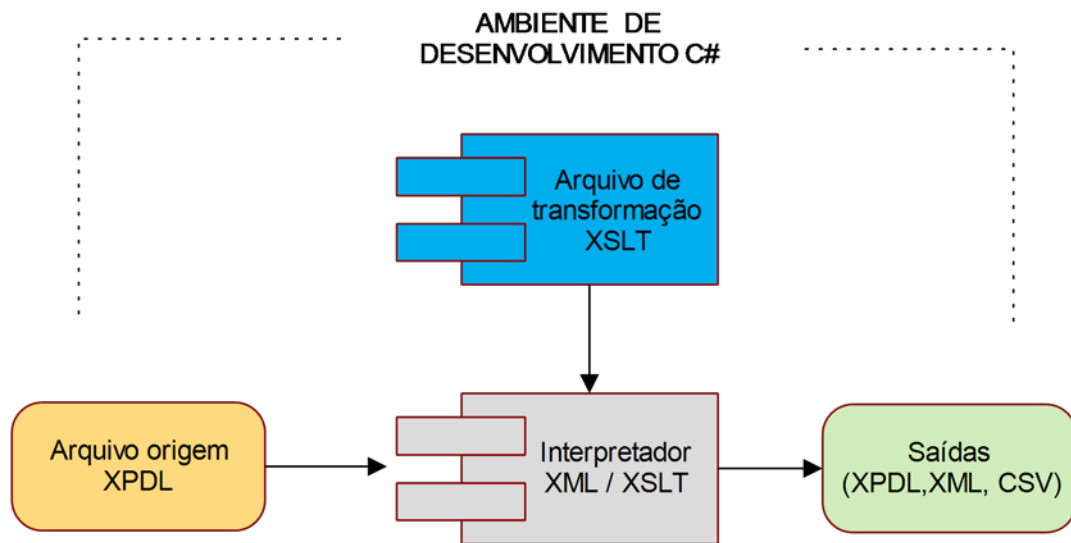 AMBIENTE DE
DESENVOLVIMENTO C#
Arquivo de
transformação
XSLT
Arquivo origem
XPDL
Interpretador
XML / XSLT
Saídas
(XPDL,XML, CSV)